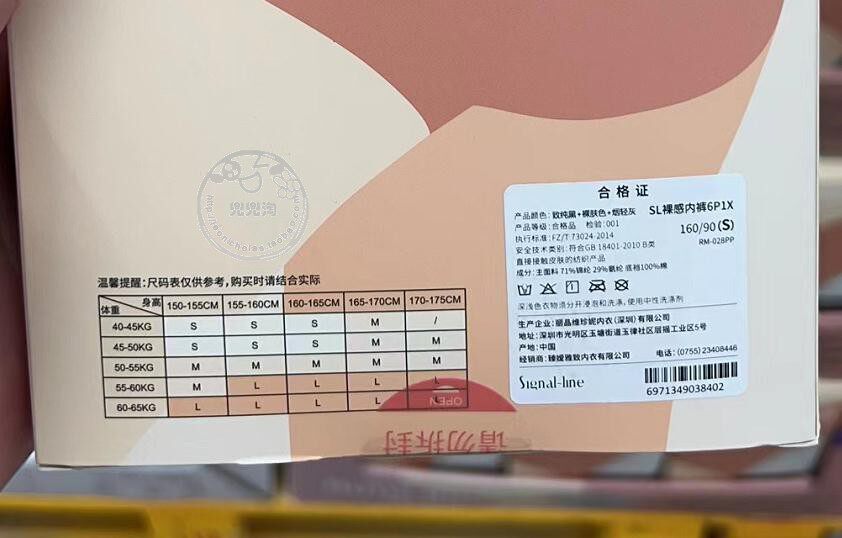 兜兜淘
http://leonicholas.taobao.com
温馨提醒:尺码表仅供参考,购买时请结合实际
身高 体重 150-155CM 155-160CM 160-165CM 165-170CM 170-175CM
40-45KG S S S M /
45-50KG S S S M M
50-55KG M M M M M
55-60KG M L L L L
60-65KG L L L L L
OPEN
请勿拆封
合格证
产品颜色: 致纯黑+裸肤色+烟轻灰 SL裸感内裤6P1X
产品等级: 合格品 检验:001 160/90 (S)
执行标准: FZ/T 73024-2014 RM-028PP
安全技术类别: 符合GB 18401-2010 B类
直接接触皮肤的纺织产品
成分: 主面料 71%锦纶 29%氨纶 底裆100%棉
深浅色衣物须分开浸泡和洗涤, 使用中性洗涤剂
生产企业: 丽晶维珍妮内衣 (深圳) 有限公司
地址: 深圳市光明区玉塘街道玉律社区居福工业区5号
产地: 中国
经销商: 臻嫒雅致内衣有限公司 电话: (0755) 23408446
Signal-line
6971349038402